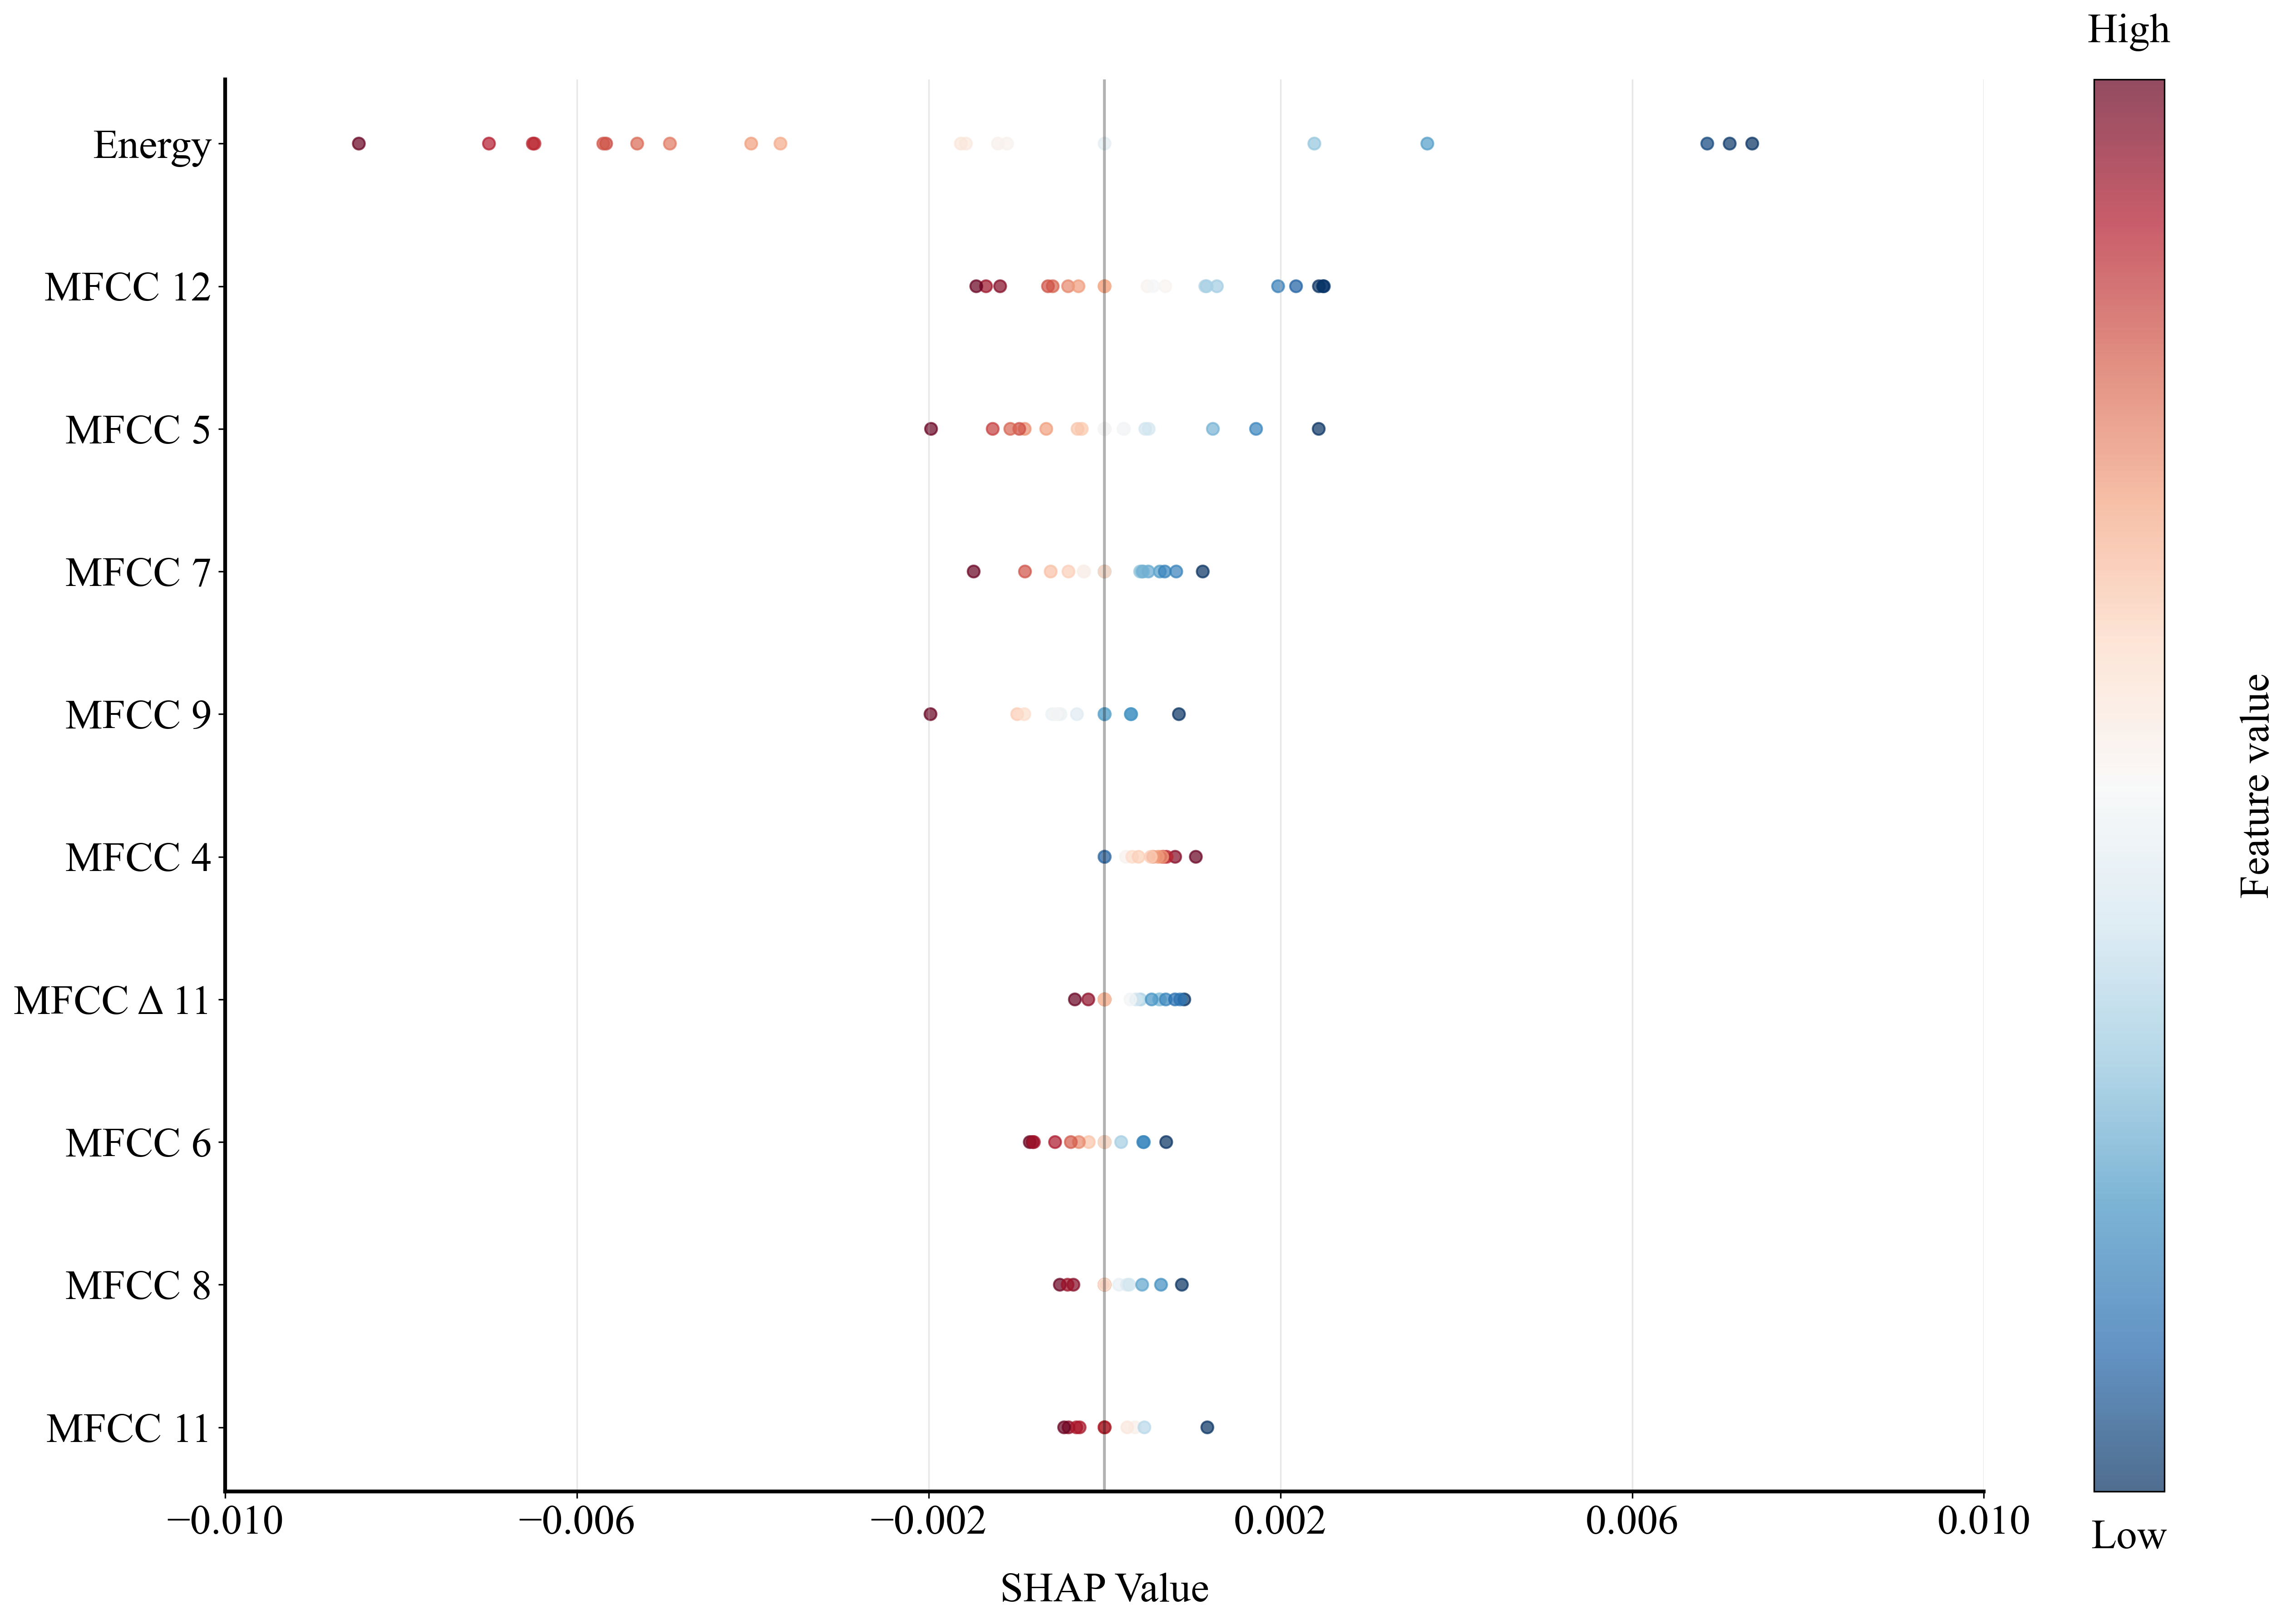 High
Energy
MFCC 12
MFCC 5
MFCC 7
MFCC 9
MFCC 4
MFCC Δ 11
MFCC 6
MFCC 8
MFCC 11
−0.010 −0.006 −0.002 0.002 0.006 0.010
SHAP Value
Low
Feature value